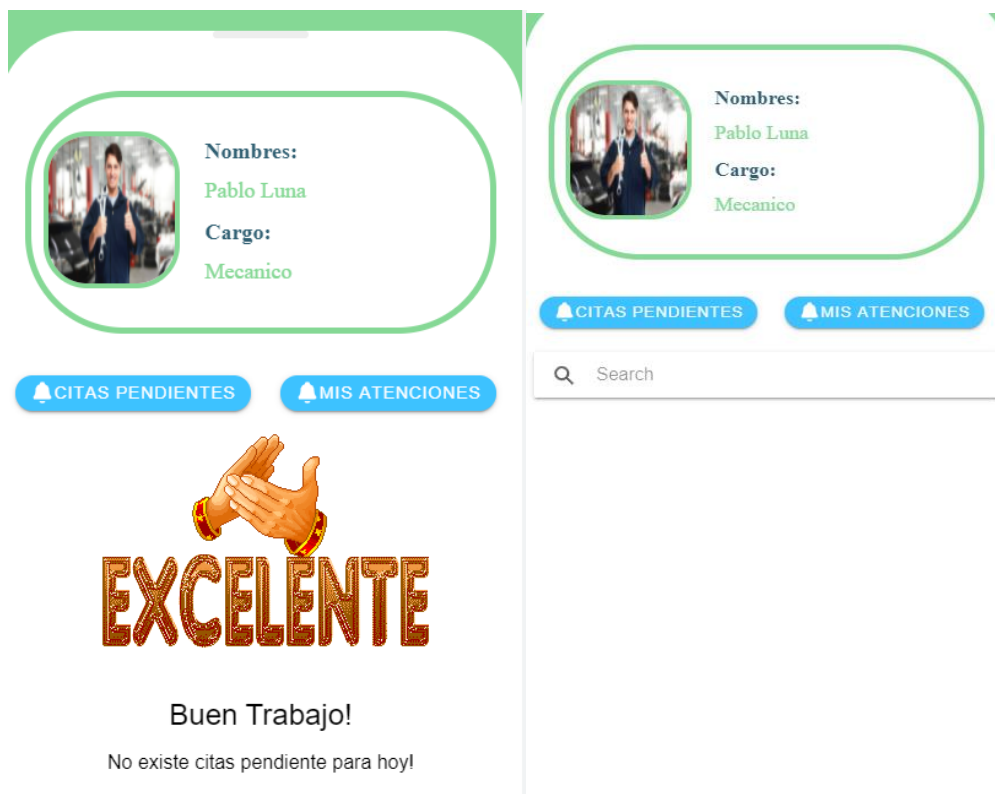 Nombres:
Pablo Luna
Cargo:
Mecanico
CITAS PENDIENTES
MIS ATENCIONES
EXCELENTE
Buen Trabajo!
No existe citas pendiente para hoy!
Nombres:
Pablo Luna
Cargo:
Mecanico
CITAS PENDIENTES
MIS ATENCIONES
Search